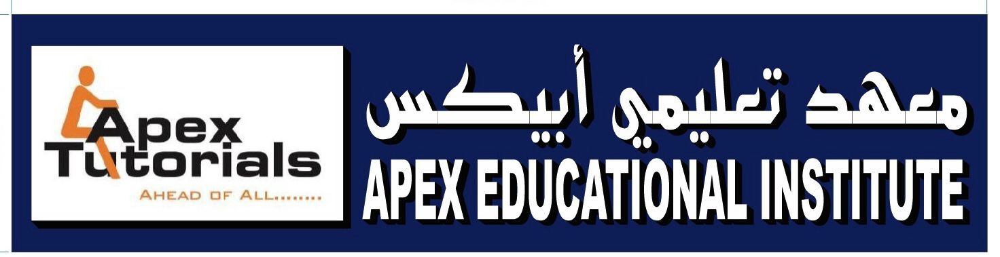 Apex
Tutorials
AHEAD OF ALL........
معهد تعليمي أبيكس
APEX EDUCATIONAL INSTITUTE